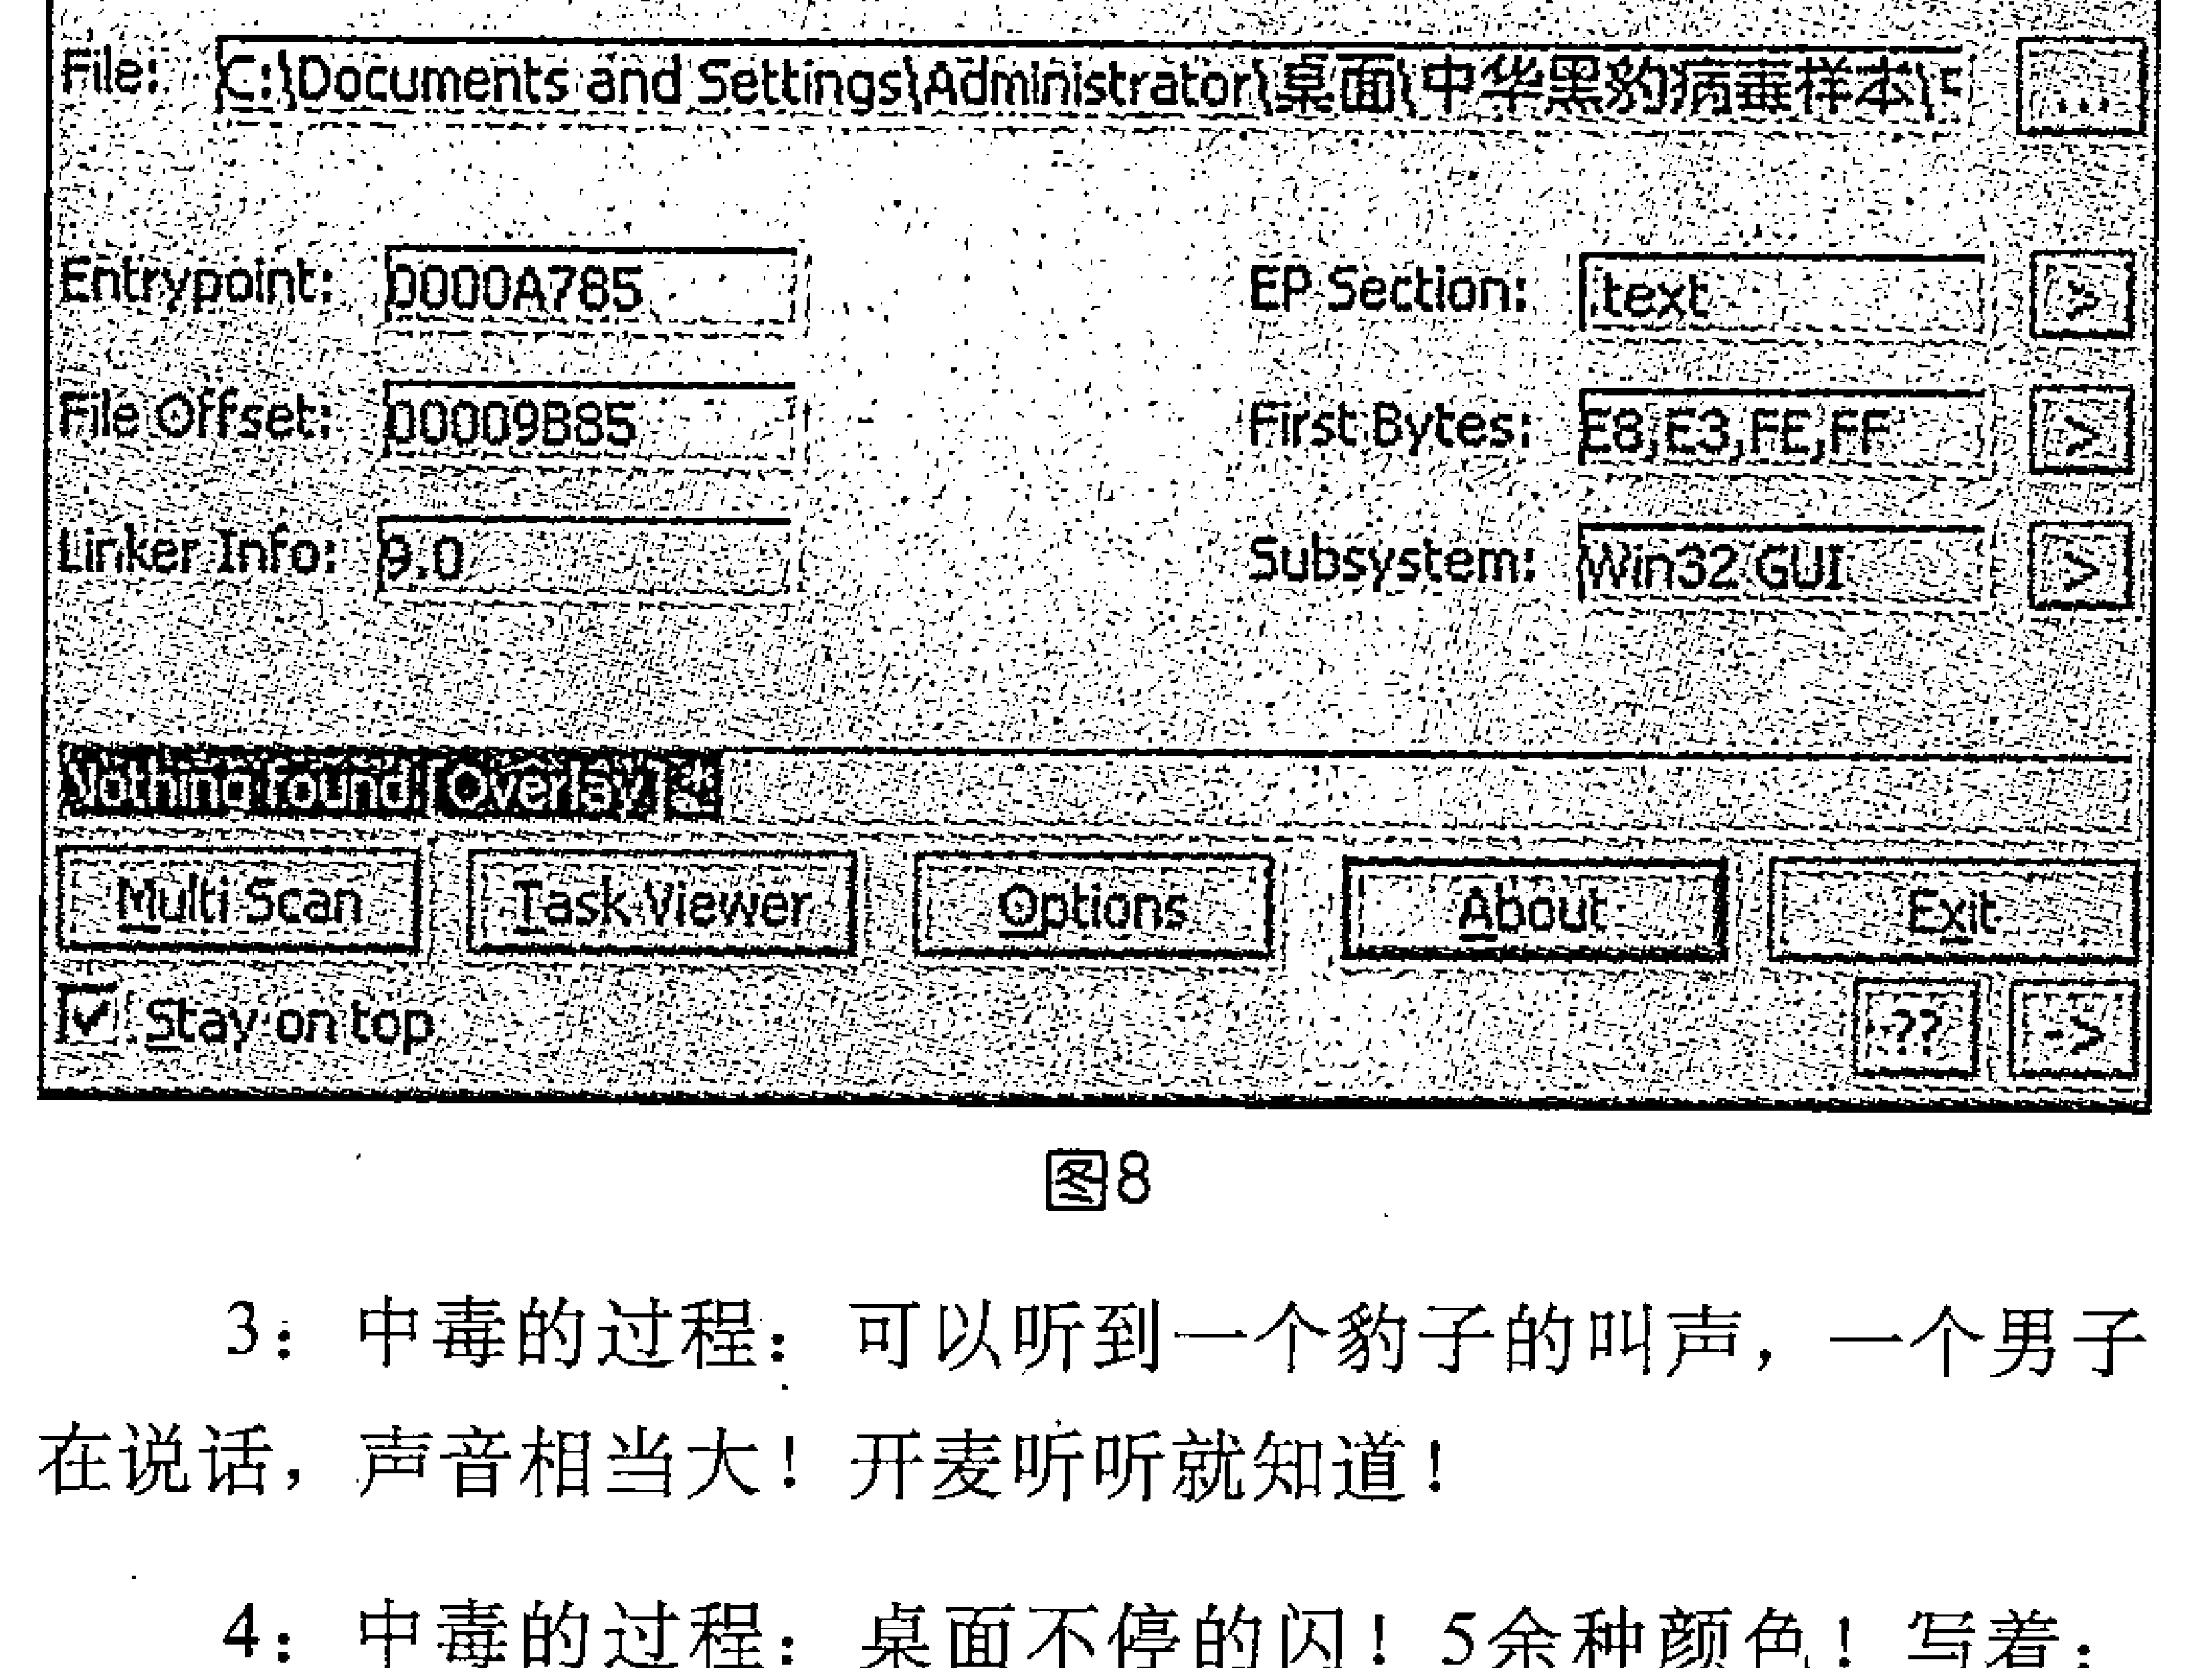 File: C:\Documents and Settings\Administrator\桌面\中华黑豹病毒样本\ ...
Entrypoint: 0000A785 EP Section: .text >
File Offset: 00009B85 First Bytes: E8,E3,FE,FF >
Linker Info: 9.0 Subsystem: Win32 GUI >
Nothing found [Overlay] *
Multi Scan Task Viewer Options About Exit
Stay on top ?? ->
图8
3：中毒的过程：可以听到一个豹子的叫声，一个男子
在说话，声音相当大！开麦听听就知道！
4：中毒的过程：桌面不停的闪！5余种颜色！写着：